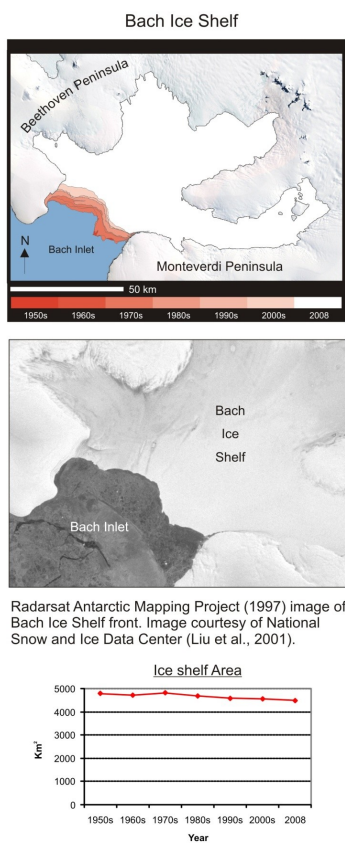 Bach Ice Shelf
Beethoven Peninsula
N
Bach Inlet
Monteverdi Peninsula
50 km
1950s 1960s 1970s 1980s 1990s 2000s 2008
Bach
Ice
Shelf
Bach Inlet
Radarsat Antarctic Mapping Project (1997) image of
Bach Ice Shelf front. Image courtesy of National
Snow and Ice Data Center (Liu et al., 2001).
Ice shelf Area
5000
4000
3000
2000
1000
0
Km²
1950s 1960s 1970s 1980s 1990s 2000s 2008
Year